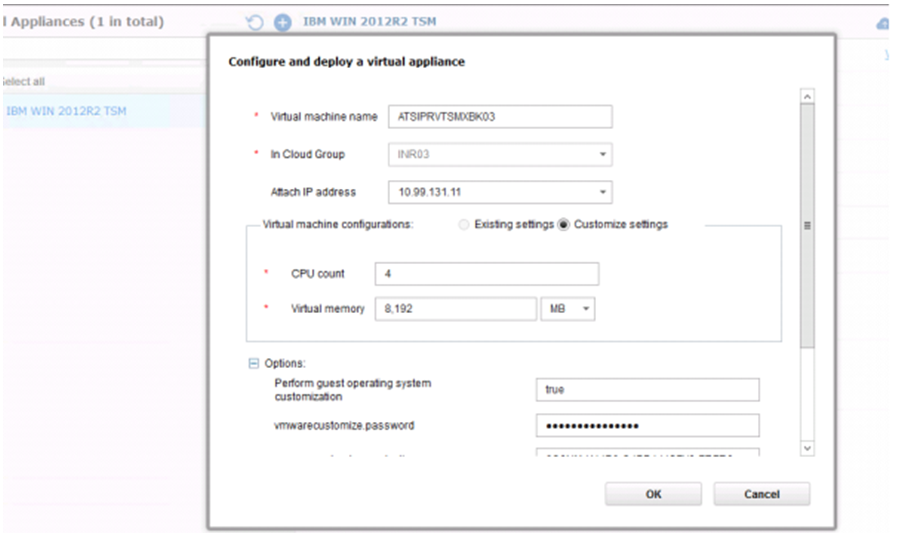 l Appliances (1 in total)
IBM WIN 2012R2 TSM
Configure and deploy a virtual appliance
Select all
IBM WIN 2012R2 TSM
* Virtual machine name ATSIPRVTSMXBK03
* In Cloud Group INR03
Attach IP address 10.99.131.11
Virtual machine configurations: Existing settings Customize settings
* CPU count 4
* Virtual memory 8,192 MB
Options:
Perform guest operating system
customization
true
vmwarecustomize.password •••••••••••••••
OK Cancel